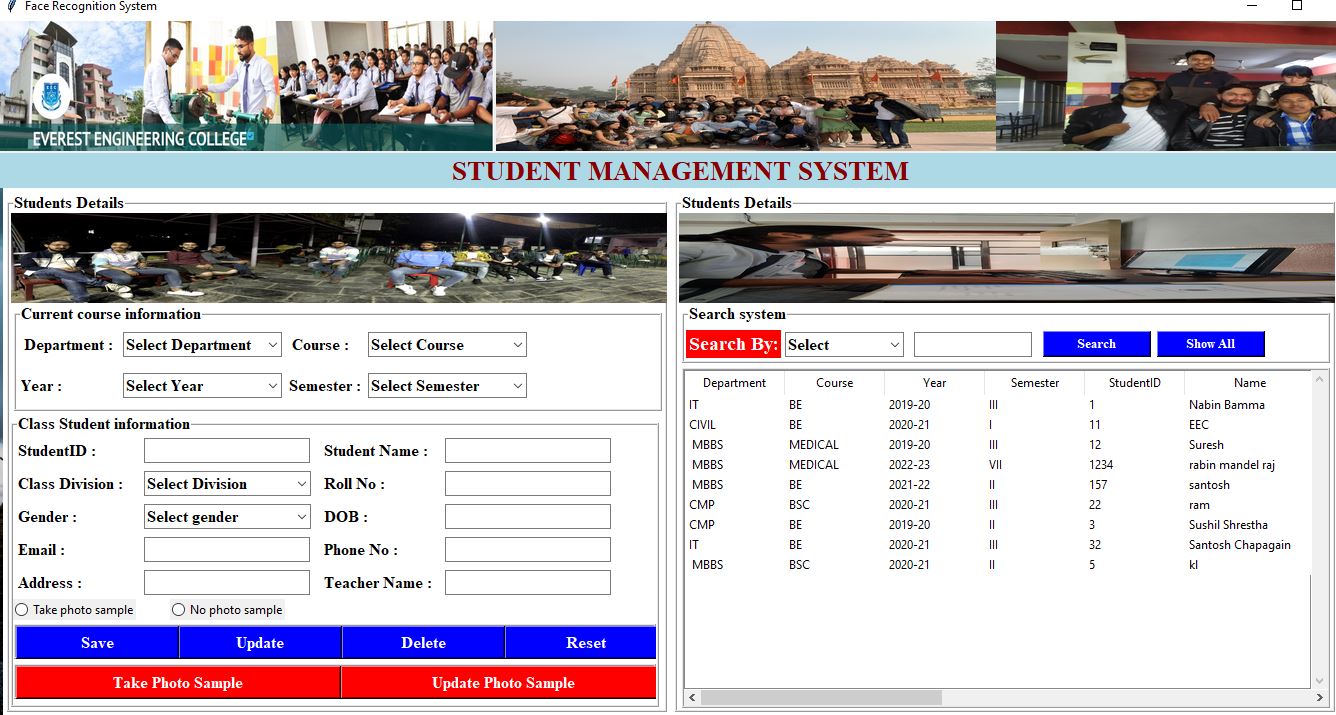 Face Recognition System
EEC
EVEREST ENGINEERING COLLEGE
STUDENT MANAGEMENT SYSTEM
Students Details
Current course information
Department : Select Department Course : Select Course
Year : Select Year Semester : Select Semester
Class Student information
StudentID : Student Name :
Class Division : Select Division Roll No :
Gender : Select gender DOB :
Email : Phone No :
Address : Teacher Name :
Take photo sample No photo sample
Save Update Delete Reset
Take Photo Sample Update Photo Sample
Students Details
Search system
Search By: Select Search Show All
Department Course Year Semester StudentID Name
IT BE 2019-20 III 1 Nabin Bamma
CIVIL BE 2020-21 I 11 EEC
MBBS MEDICAL 2019-20 III 12 Suresh
MBBS MEDICAL 2022-23 VII 1234 rabin mandel raj
MBBS BE 2021-22 II 157 santosh
CMP BSC 2020-21 III 22 ram
CMP BE 2019-20 II 3 Sushil Shrestha
IT BE 2020-21 III 32 Santosh Chapagain
MBBS BSC 2020-21 II 5 kl